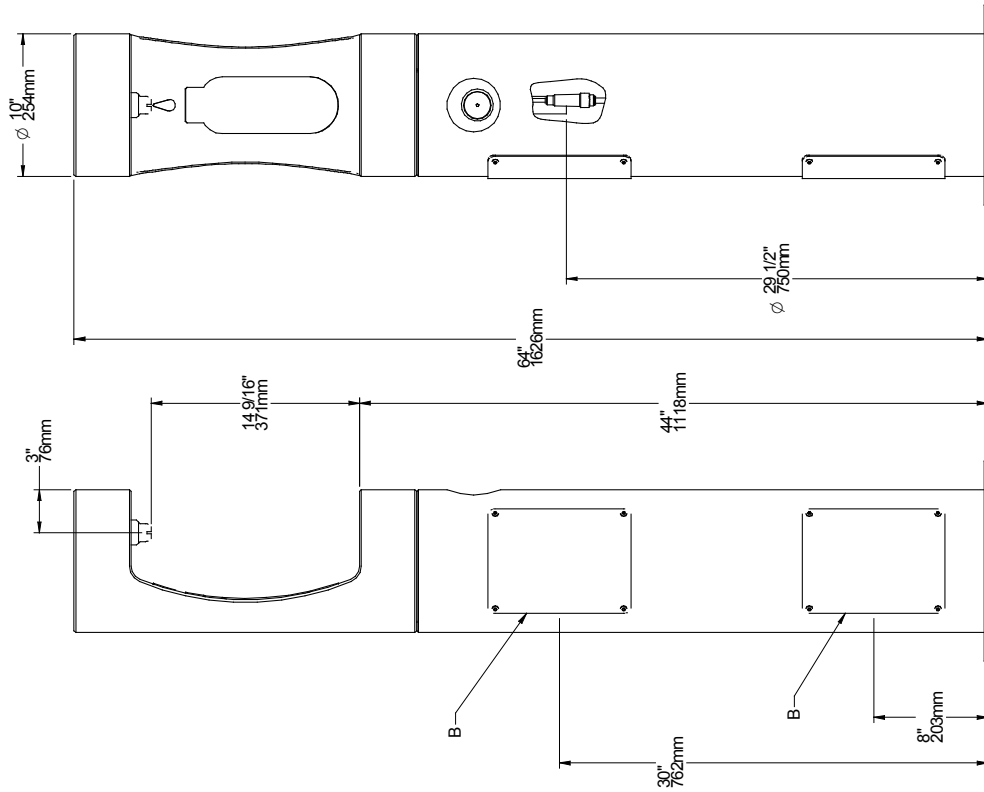 Ø 10"
254mm
Ø 29 1/2"
750mm
64"
1626mm
14 9/16"
371mm
44"
1118mm
3"
76mm
B
B
30"
762mm
8"
203mm